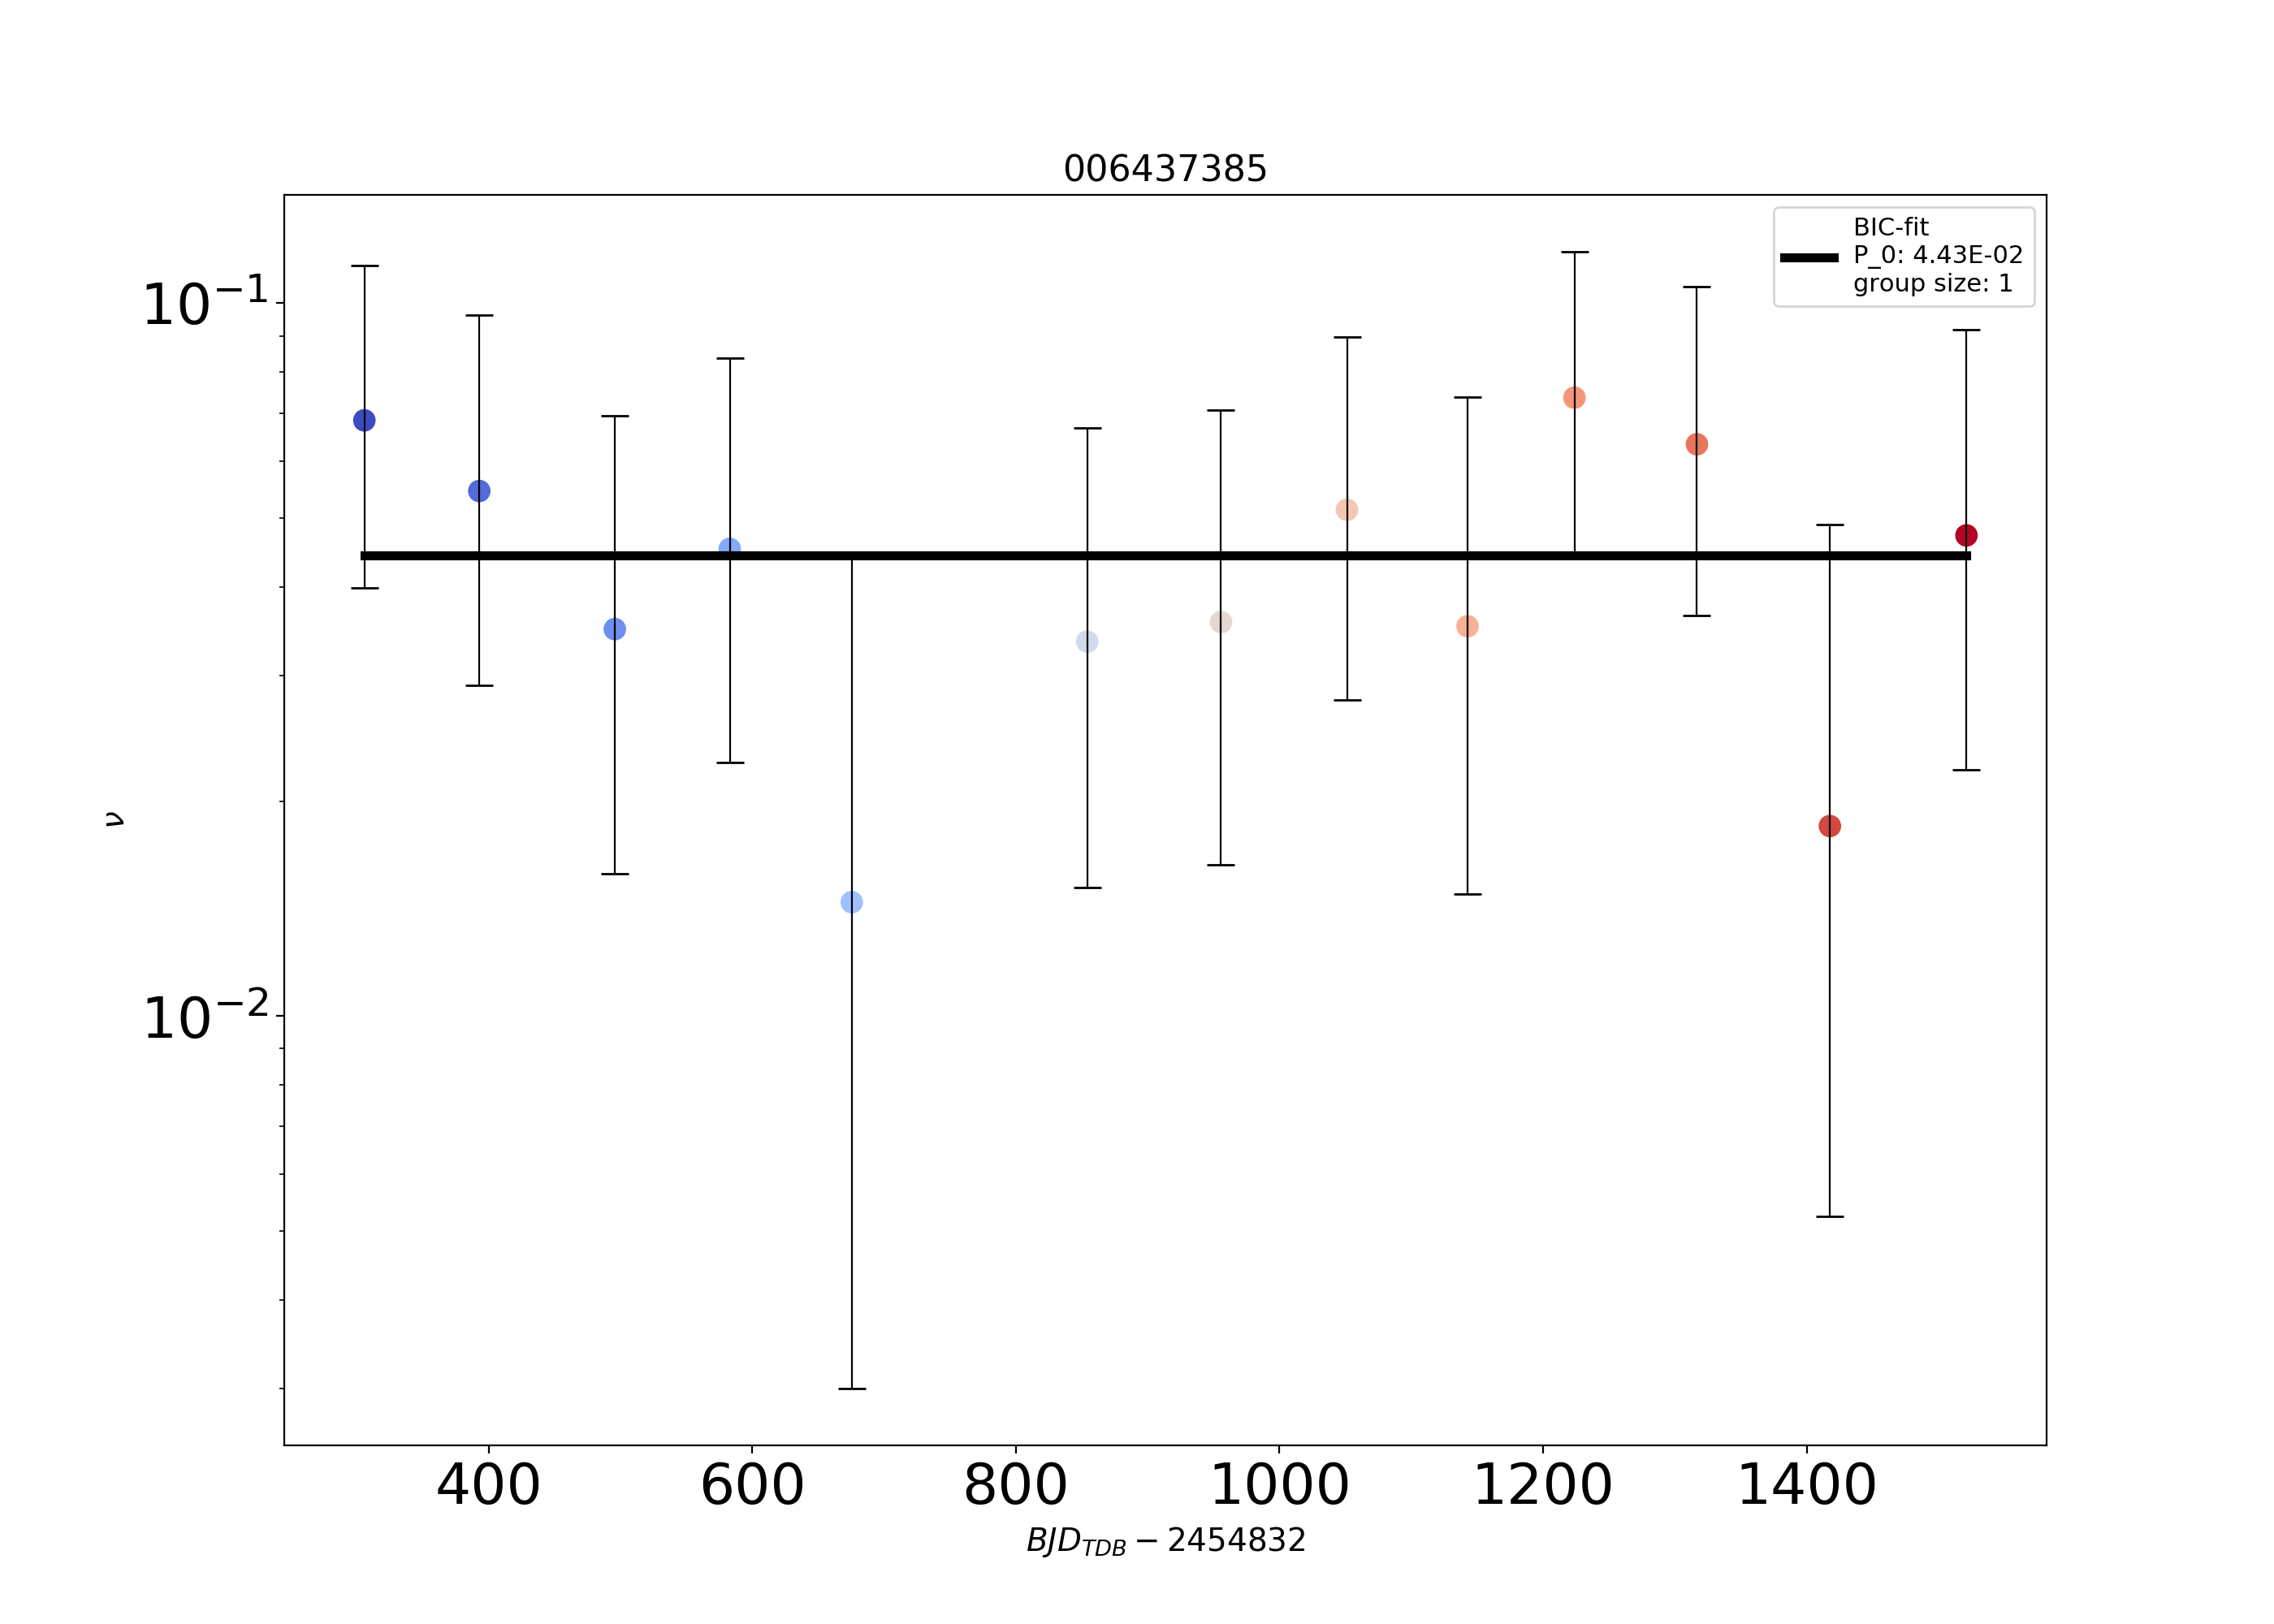 006437385
BIC-fit
P_0: 4.43E-02
group size: 1
10⁻¹
10⁻²
ν
400 600 800 1000 1200 1400
BJD_TDB − 2454832